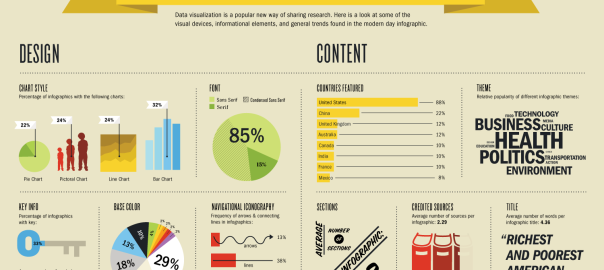 Data visualization is a popular new way of sharing research. Here is a look at some of the
visual devices, informational elements, and general trends found in the modern day infographic.
DESIGN
CHART STYLE
Percentage of infographics with the following charts:
22%
Pie Chart
24%
Pictorial Chart
24%
Line Chart
32%
Bar Chart
FONT
Sans Serif
Condensed Sans Serif
Serif
85%
15%
KEY INFO
Percentage of
infographics
with key:
BASE COLOR
13%
18%
29%
NAVIGATIONAL ICONOGRAPHY
Frequency of arrows & connecting
lines in infographics:
13%
arrows
38%
lines
CONTENT
COUNTRIES FEATURED
United States 80%
China 22%
United Kingdom 12%
Australia 12%
Canada 10%
India 10%
France 10%
Mexico 8%
THEME
Relative popularity of different infographic themes:
TECHNOLOGY
BUSINESS
MEDIA
CULTURE
HEALTH
POLITICS
TRANSPORTATION
ENVIRONMENT
SECTIONS
AVERAGE
NUMBER
OF
SECTIONS
INFOGRAPHIC:
CREDITED SOURCES
Average number of sources per
infographic: 2.29
TITLE
Average number of words per
infographic title: 4.36
“RICHEST
AND POOREST
AMERICAN